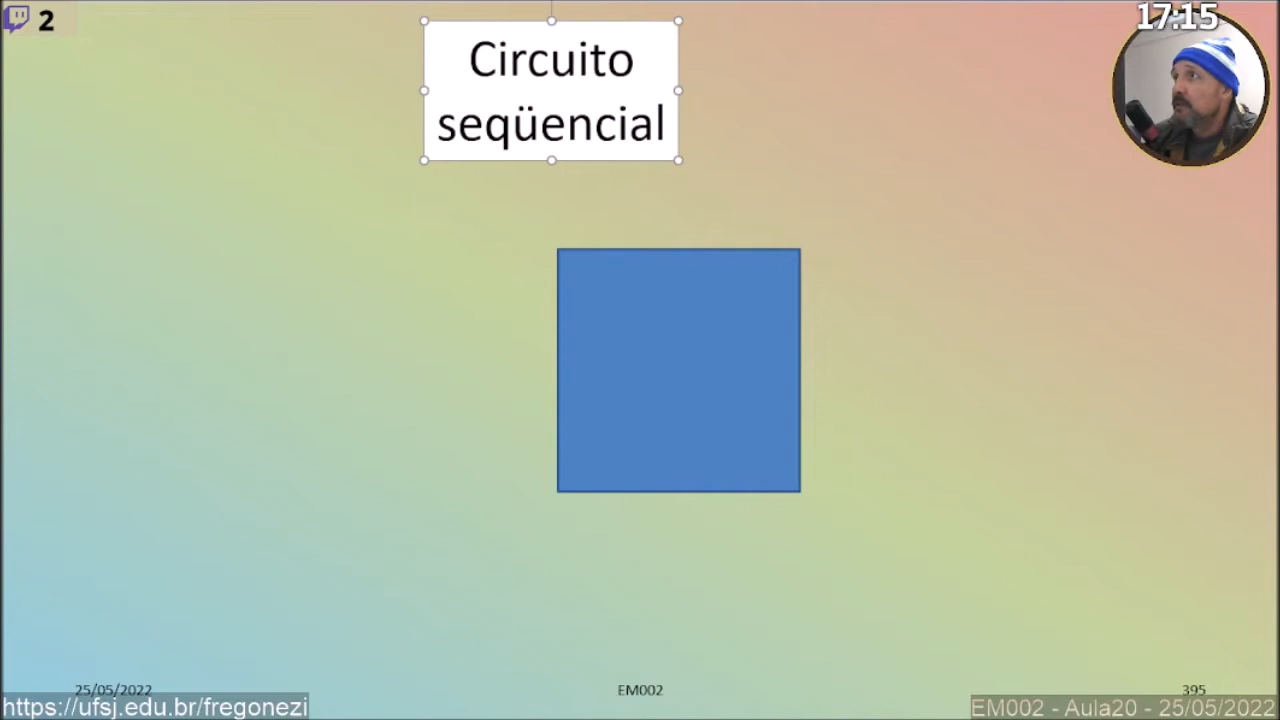 2
17:15
Circuito
seqüencial
25/05/2022
EM002
395
https://ufsj.edu.br/fregonezi
EM002 - Aula20 - 25/05/2022